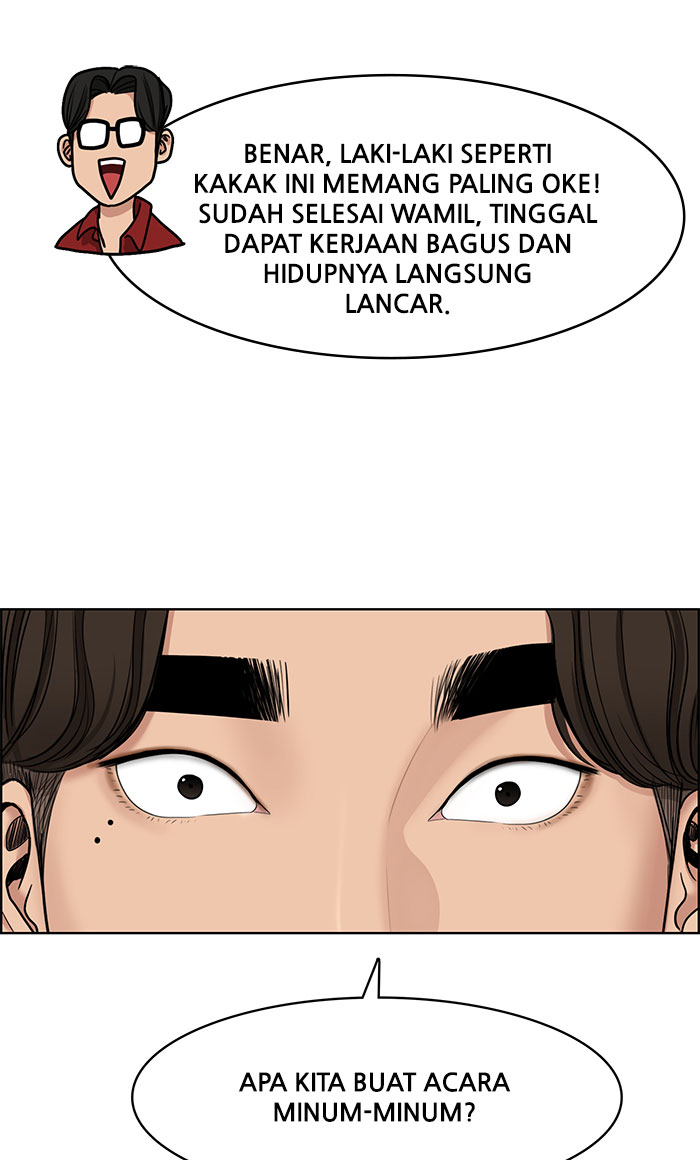 BENAR, LAKI-LAKI SEPERTI
KAKAK INI MEMANG PALING OKE!
SUDAH SELESAI WAMIL, TINGGAL
DAPAT KERJAAN BAGUS DAN
HIDUPNYA LANGSUNG
LANCAR.
APA KITA BUAT ACARA
MINUM-MINUM?